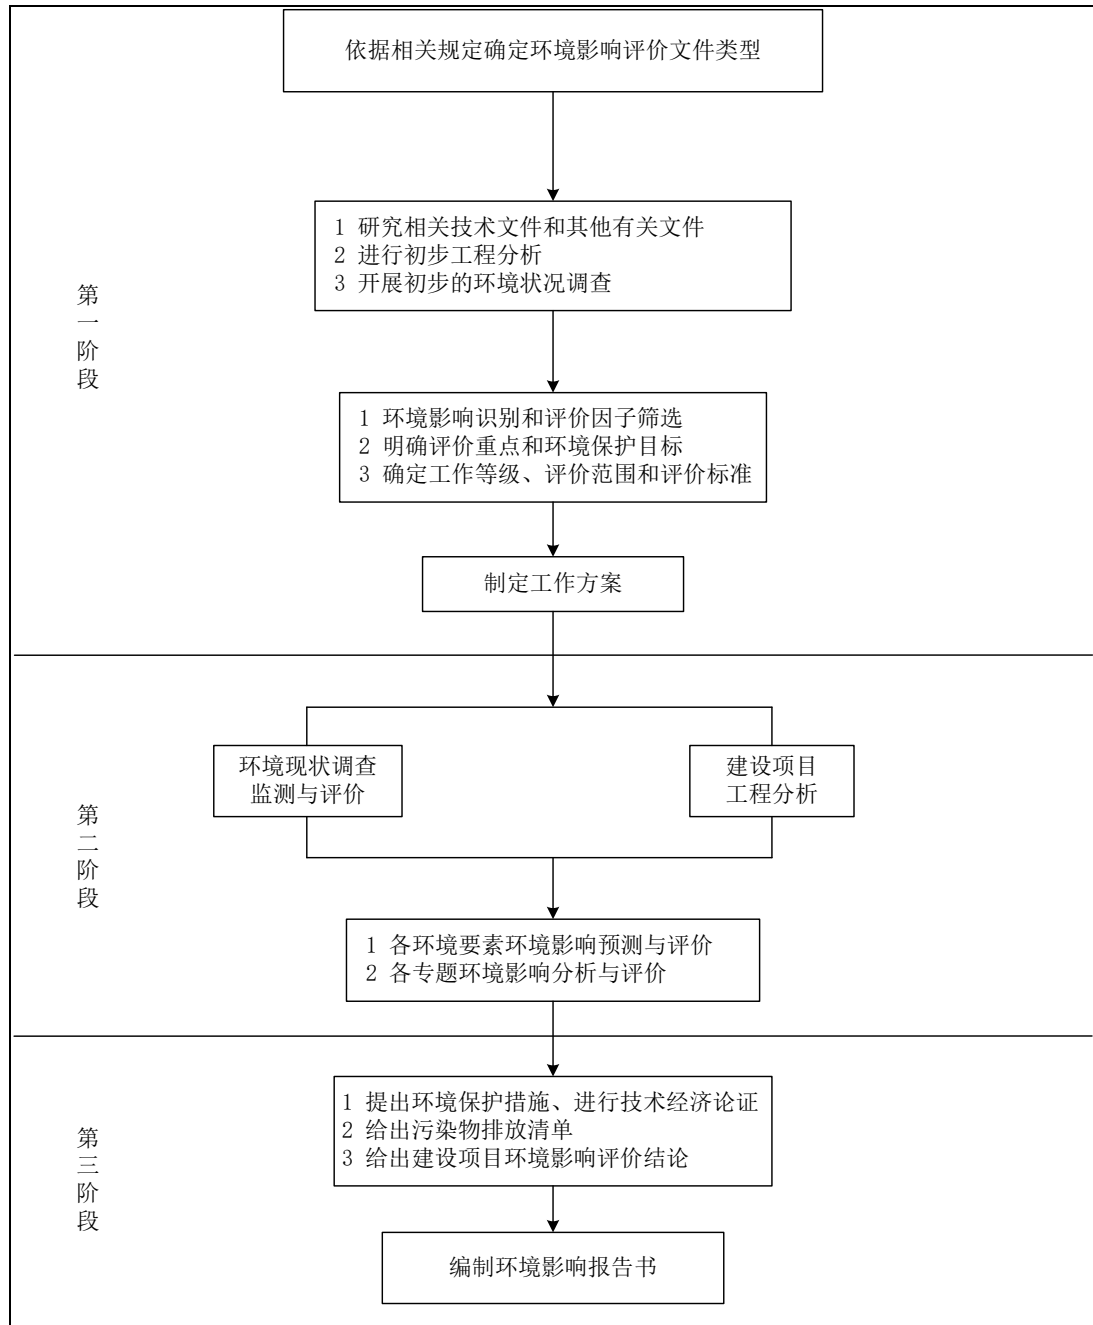 依据相关规定确定环境影响评价文件类型
1 研究相关技术文件和其他有关文件
2 进行初步工程分析
3 开展初步的环境状况调查
第一阶段
1 环境影响识别和评价因子筛选
2 明确评价重点和环境保护目标
3 确定工作等级、评价范围和评价标准
制定工作方案
环境现状调查
监测与评价
建设项目
工程分析
第二阶段
1 各环境要素环境影响预测与评价
2 各专题环境影响分析与评价
1 提出环境保护措施、进行技术经济论证
2 给出污染物排放清单
3 给出建设项目环境影响评价结论
第三阶段
编制环境影响报告书